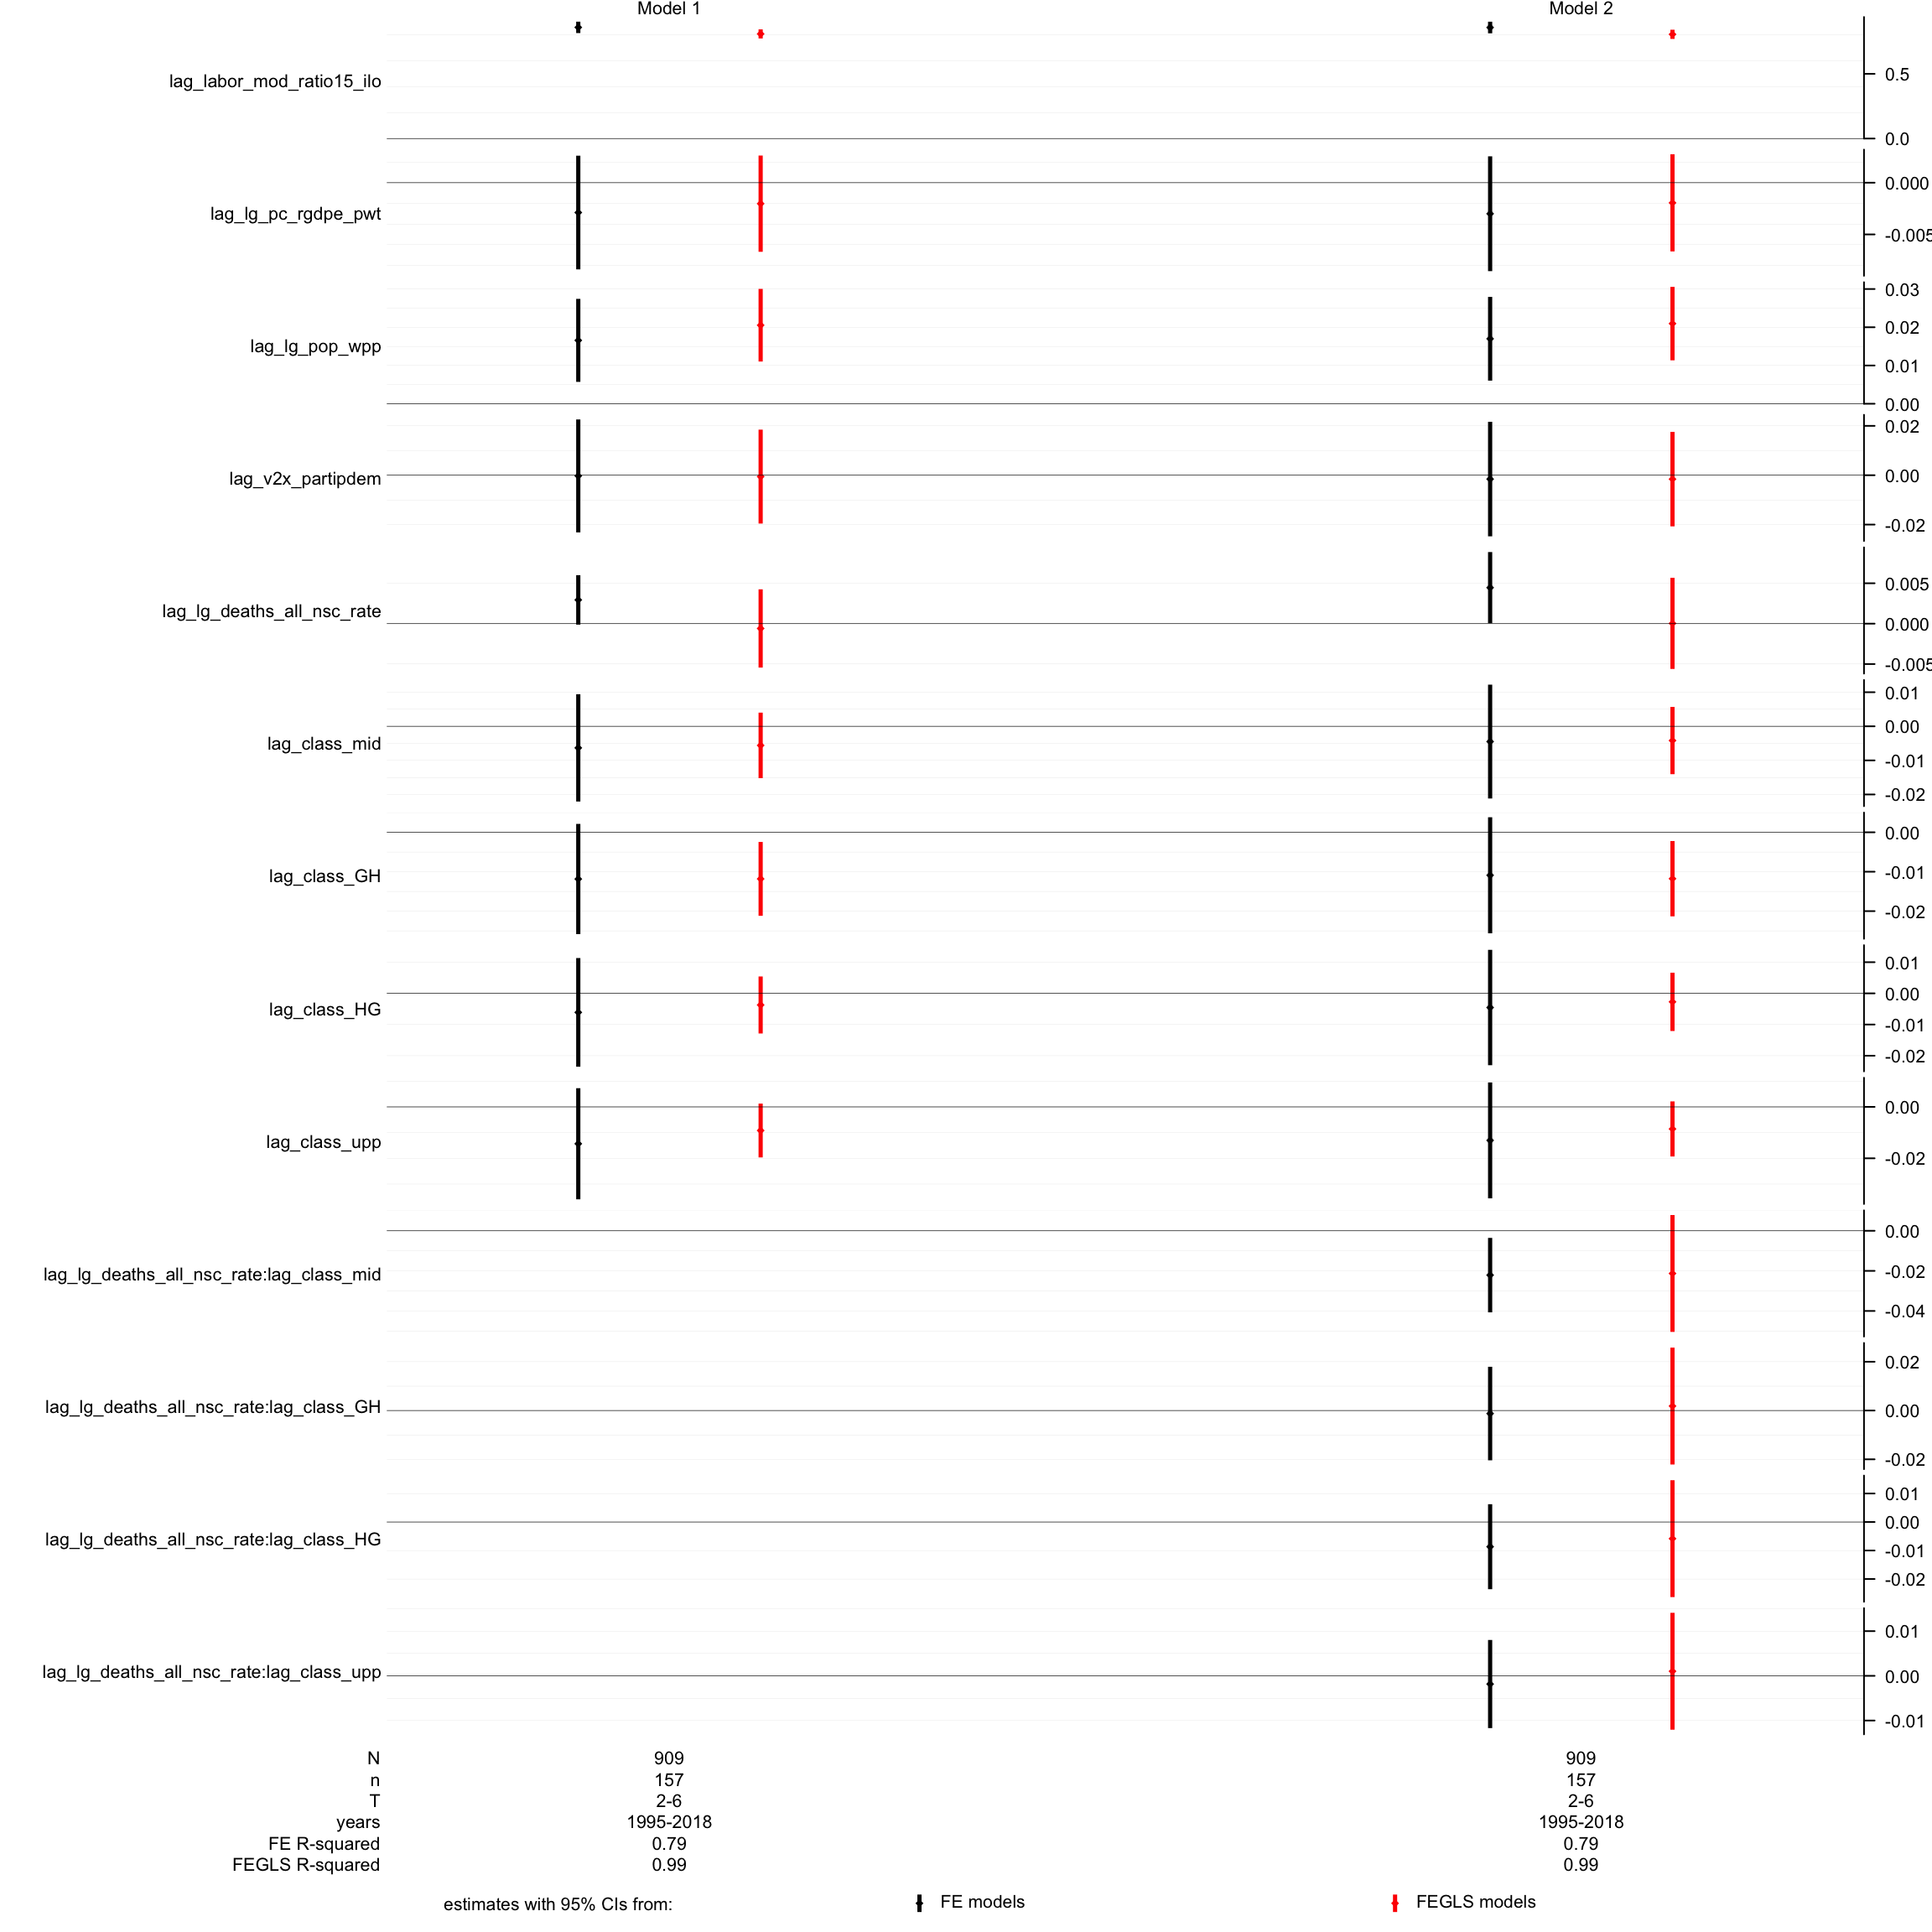 Model 1 Model 2
lag_labor_mod_ratio15_ilo
0.5
0.0
lag_lg_pc_rgdpe_pwt
0.000
-0.005
lag_lg_pop_wpp
0.03
0.02
0.01
0.00
lag_v2x_partipdem
0.02
0.00
-0.02
lag_lg_deaths_all_nsc_rate
0.005
0.000
-0.005
lag_class_mid
0.01
0.00
-0.01
-0.02
lag_class_GH
0.00
-0.01
-0.02
lag_class_HG
0.01
0.00
-0.01
-0.02
lag_class_upp
0.00
-0.02
lag_lg_deaths_all_nsc_rate:lag_class_mid
0.00
-0.02
-0.04
lag_lg_deaths_all_nsc_rate:lag_class_GH
0.02
0.00
-0.02
lag_lg_deaths_all_nsc_rate:lag_class_HG
0.01
0.00
-0.01
-0.02
lag_lg_deaths_all_nsc_rate:lag_class_upp
0.01
0.00
-0.01
N 909 909
n 157 157
T 2-6 2-6
years 1995-2018 1995-2018
FE R-squared 0.79 0.79
FEGLS R-squared 0.99 0.99
estimates with 95% CIs from: FE models FEGLS models